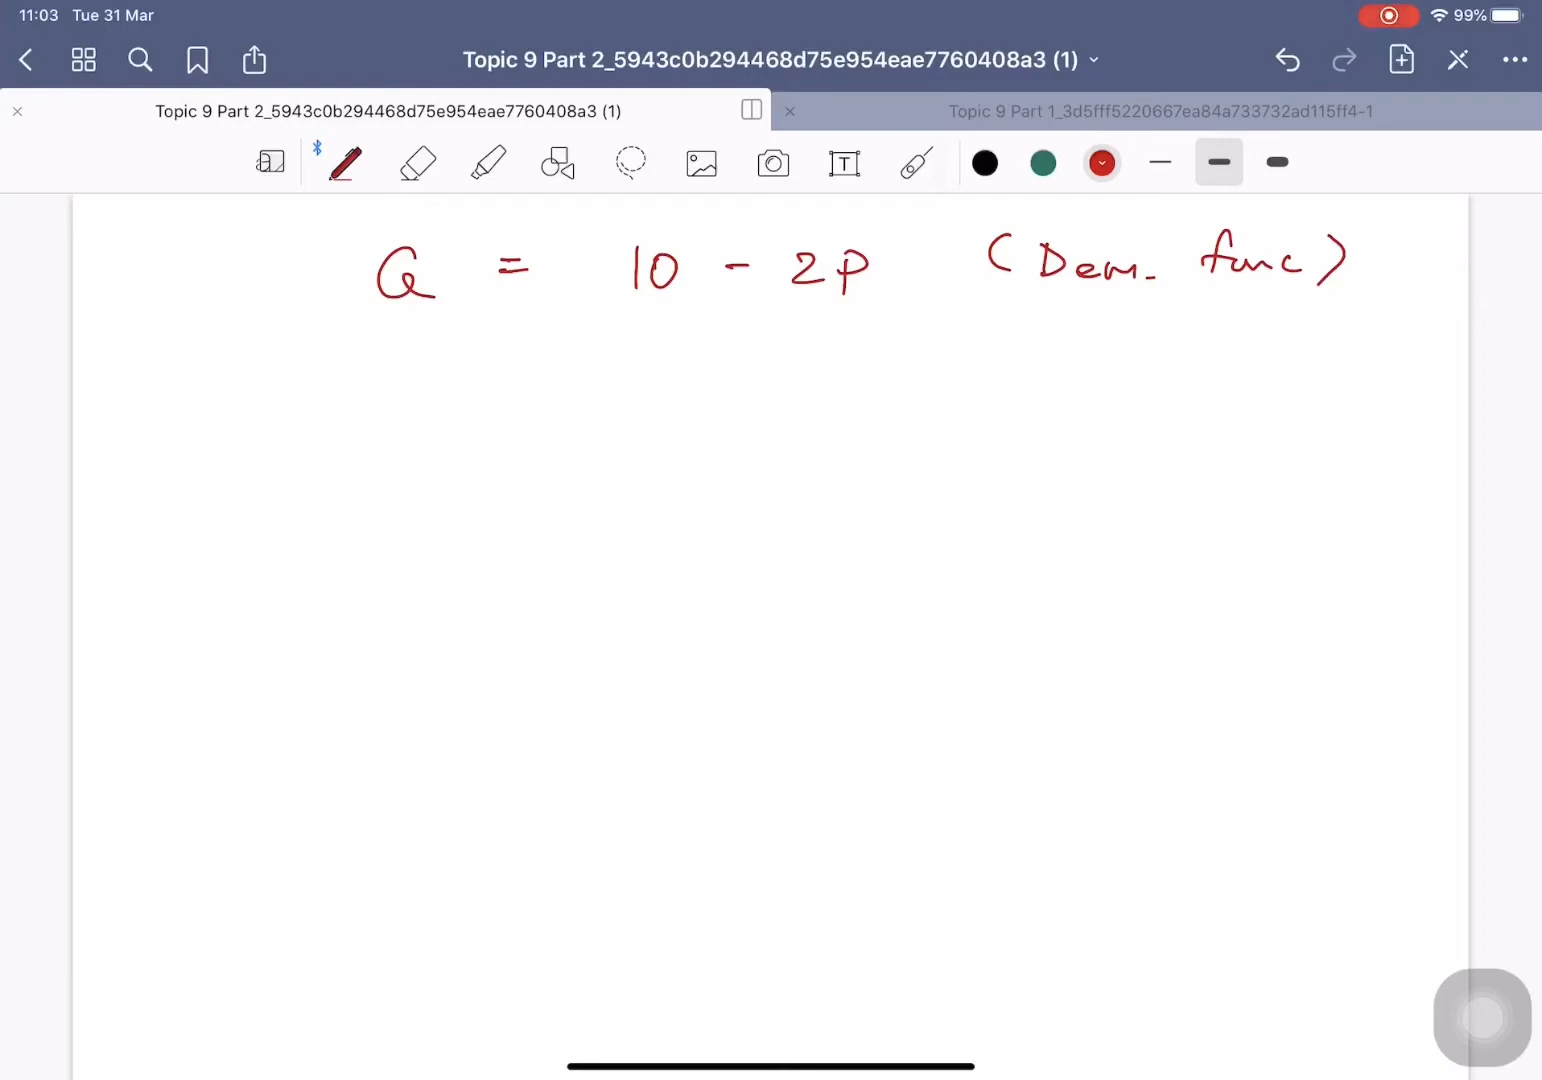 11:03 Tue 31 Mar 99%
Topic 9 Part 2_5943c0b294468d75e954eae7760408a3 (1)
Topic 9 Part 2_5943c0b294468d75e954eae7760408a3 (1) Topic 9 Part 1_3d5fff5220667ea84a733732ad115ff4-1
Q = 10 - 2P (Dem. func)